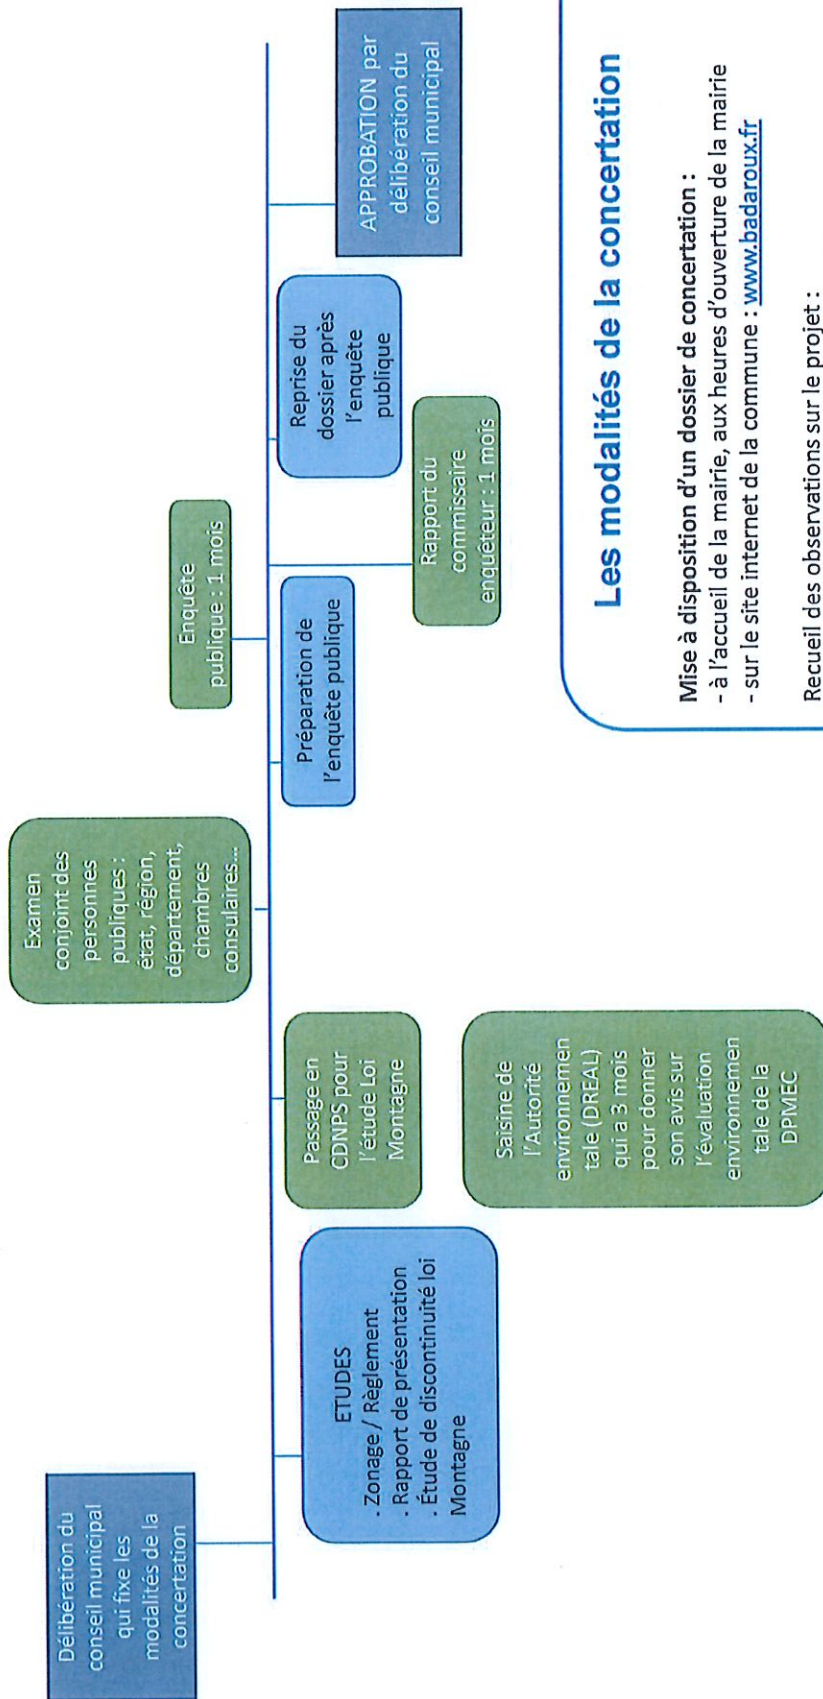 Délibération du
conseil municipal
qui fixe les
modalités de la
concertation
ETUDES
. Zonage / Règlement
. Rapport de présentation
. Étude de discontinuité loi
Montagne
Passage en
CDNPS pour
l'étude Loi
Montagne
Saisine de
l'Autorité
environnemen
tale (DREAL)
qui a 3 mois
pour donner
son avis sur
l'évaluation
environnemen
tale de la
DPMEC
Examen
conjoint des
personnes
publiques :
état, région,
département,
chambres
consulaires...
Préparation de
l'enquête publique
Enquête
publique : 1 mois
Rapport du
commissaire
enquêteur : 1 mois
Reprise du
dossier après
l'enquête
publique
APPROBATION par
délibération du
conseil municipal
Les modalités de la concertation
Mise à disposition d'un dossier de concertation :
- à l'accueil de la mairie, aux heures d'ouverture de la mairie
- sur le site internet de la commune : www.badaroux.fr
Recueil des observations sur le projet :